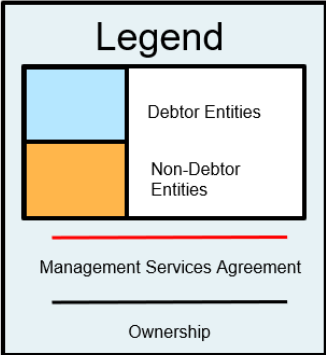 Legend
Debtor Entities
Non-Debtor
Entities
Management Services Agreement
Ownership